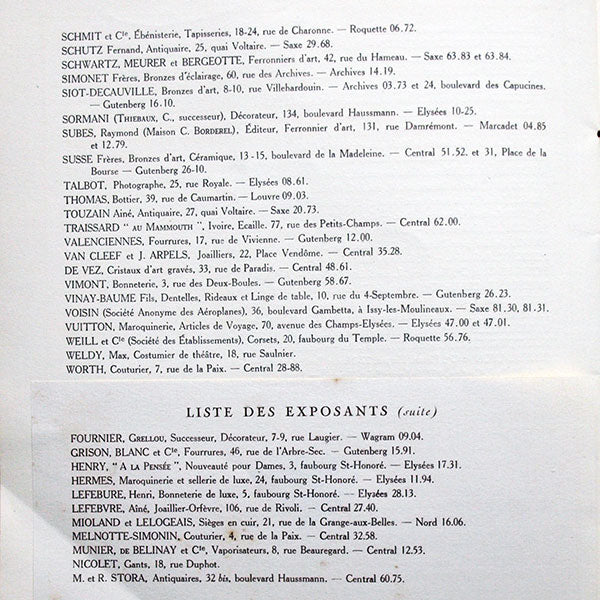 SCHMIT et Cie, Ébénisterie, Tapisseries, 18-24, rue de Charonne. — Roquette 06.72.
SCHUTZ Fernand, Antiquaire, 25, quai Voltaire. — Saxe 29.68.
SCHWARTZ, MEURER et BERGEOTTE, Ferronniers d'art, 42, rue du Hameau. — Saxe 63.83 et 63.84.
SIMONET Frères, Bronzes d'éclairage, 60, rue des Archives. — Archives 14.19.
SIOT-DECAUVILLE, Bronzes d'art, 8-10, rue Villehardouin. — Archives 03.73 et 24, boulevard des Capucines.
— Gutenberg 16.10.
SORMANI (THIEBAUX, C., successeur), Décorateur, 134, boulevard Haussmann. — Elysées 10-25.
SUBES, Raymond (Maison C. BORDEREL), Éditeur, Ferronnier d'art, 131, rue Damrémont. — Marcadet 04.85
et 12.79.
SUSSE Frères, Bronzes d'art, Céramique, 13-15, boulevard de la Madeleine. — Central 51.52. et 31, Place de la
Bourse — Gutenberg 26-10.
TALBOT, Photographe, 25, rue Royale. — Elysées 08.61.
THOMAS, Bottier, 39, rue de Caumartin. — Louvre 09.03.
TOUZAIN Aîné, Antiquaire, 27, quai Voltaire. — Saxe 20.73.
TRAISSARD " AU MAMMOUTH ", Ivoire, Ecaille. 77, rue des Petits-Champs. — Central 62.00.
VALENCIENNES, Fourrures, 17, rue de Vivienne. — Gutenberg 12.00.
VAN CLEEF et J. ARPELS, Joailliers, 22, Place Vendôme. — Central 35.28.
DE VEZ, Cristaux d'art gravés, 33, rue de Paradis. — Central 48.61.
VIMONT, Bonneterie, 3, rue des Deux-Boules. — Gutenberg 58.67.
VINAY-BAUME Fils, Dentelles, Rideaux et Linge de table, 10, rue du 4-Septembre. — Gutenberg 26.23.
VOISIN (Société Anonyme des Aéroplanes), 36, boulevard Gambetta, à Issy-les-Moulineaux. — Saxe 81.30, 81.31.
VUITTON, Maroquinerie, Articles de Voyage, 70, avenue des Champs-Elysées. — Elysées 47.00 et 47.01.
WEILL et Cie (Société des Établissements), Corsets, 20, faubourg du Temple. — Roquette 56.76.
WELDY, Max, Costumier de théâtre, 18, rue Saulnier.
WORTH, Couturier, 7, rue de la Paix. — Central 28-88.
LISTE DES EXPOSANTS (suite)
FOURNIER, GRELLOU, Successeur, Décorateur, 7-9, rue Laugier. — Wagram 09.04.
GRISON, BLANC et Cie, Fourrures, 46, rue de l'Arbre-Sec. — Gutenberg 15.91.
HENRY, " A LA PENSÉE ", Nouveauté pour Dames, 3, faubourg St-Honoré. — Elysées 17.31.
HERMES, Maroquinerie et sellerie de luxe, 24, faubourg St-Honoré. — Elysées 11.94.
LEFEBURE, Henri, Bonneterie de luxe, 5, faubourg St-Honoré. — Elysées 28.13.
LEFEBVRE, Aîné, Joaillier-Orfèvre, 106, rue de Rivoli. — Central 27.40.
MIOLAND et LELOGEAIS, Sièges en cuir, 21, rue de la Grange-aux-Belles. — Nord 16.06.
MELNOTTE-SIMONIN, Couturier, 4, rue de la Paix. — Central 32.58.
MUNIER, DE BELINAY et Cie, Vaporisateurs, 8, rue Beauregard. — Central 12.53.
NICOLET, Gants, 18, rue Duphot.
M. et R. STORA, Antiquaires, 32 bis, boulevard Haussmann. — Central 60.75.